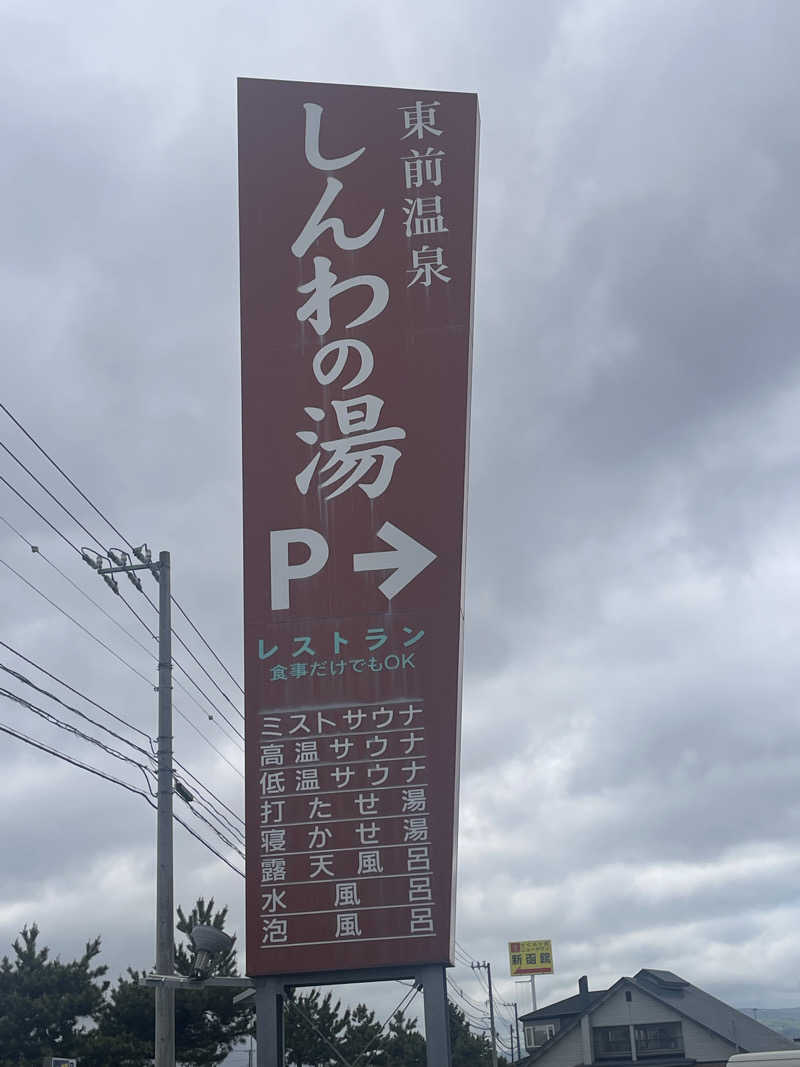 東前温泉
しんわの湯
P→
レストラン
食事だけでもOK
ミストサウナ
高温サウナ
低温サウナ
打たせ湯
寝かせ湯
露天風呂
水風呂
泡風呂
新函館